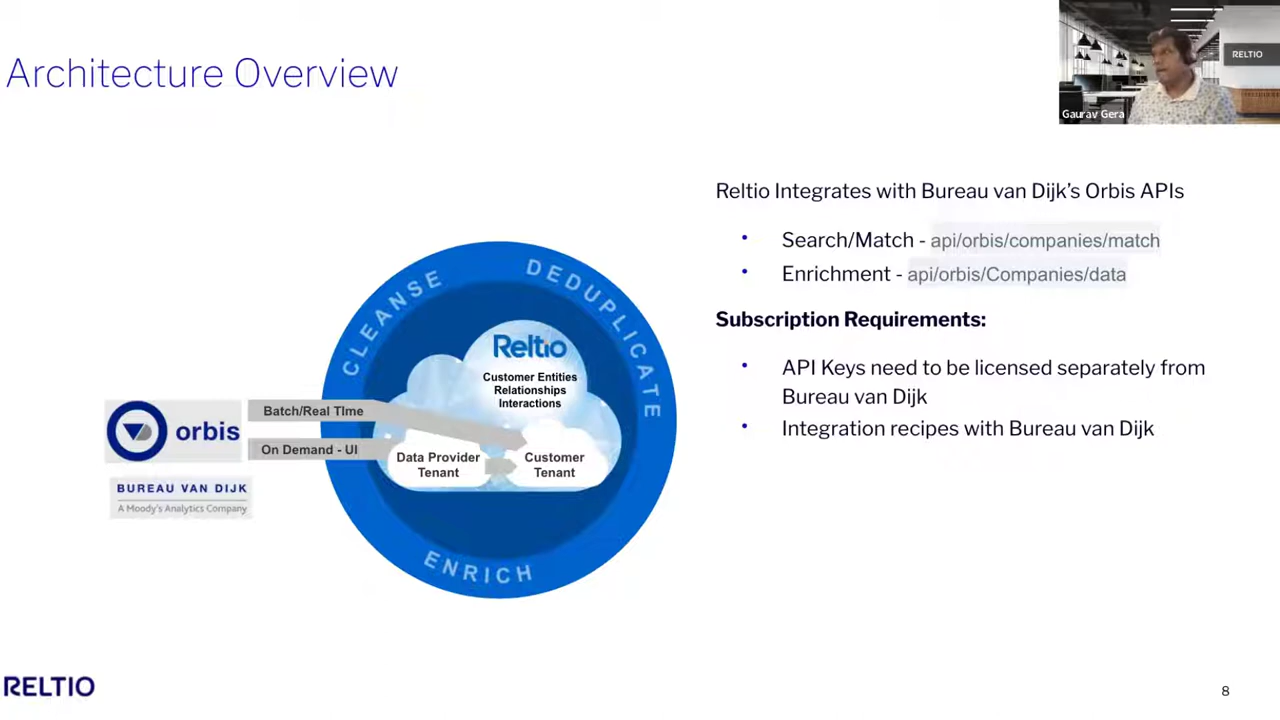 Architecture Overview
RELTIO
Gaurav Gera
Reltio Integrates with Bureau van Dijk’s Orbis APIs
• Search/Match - api/orbis/companies/match
• Enrichment - api/orbis/Companies/data
Subscription Requirements:
• API Keys need to be licensed separately from
Bureau van Dijk
• Integration recipes with Bureau van Dijk
CLEANSE
DEDUPLICATE
ENRICH
Reltio
Customer Entities
Relationships
Interactions
Batch/Real TIme
On Demand - UI
Data Provider
Tenant
Customer
Tenant
orbis
BUREAU VAN DIJK
A Moody's Analytics Company
RELTIO
8